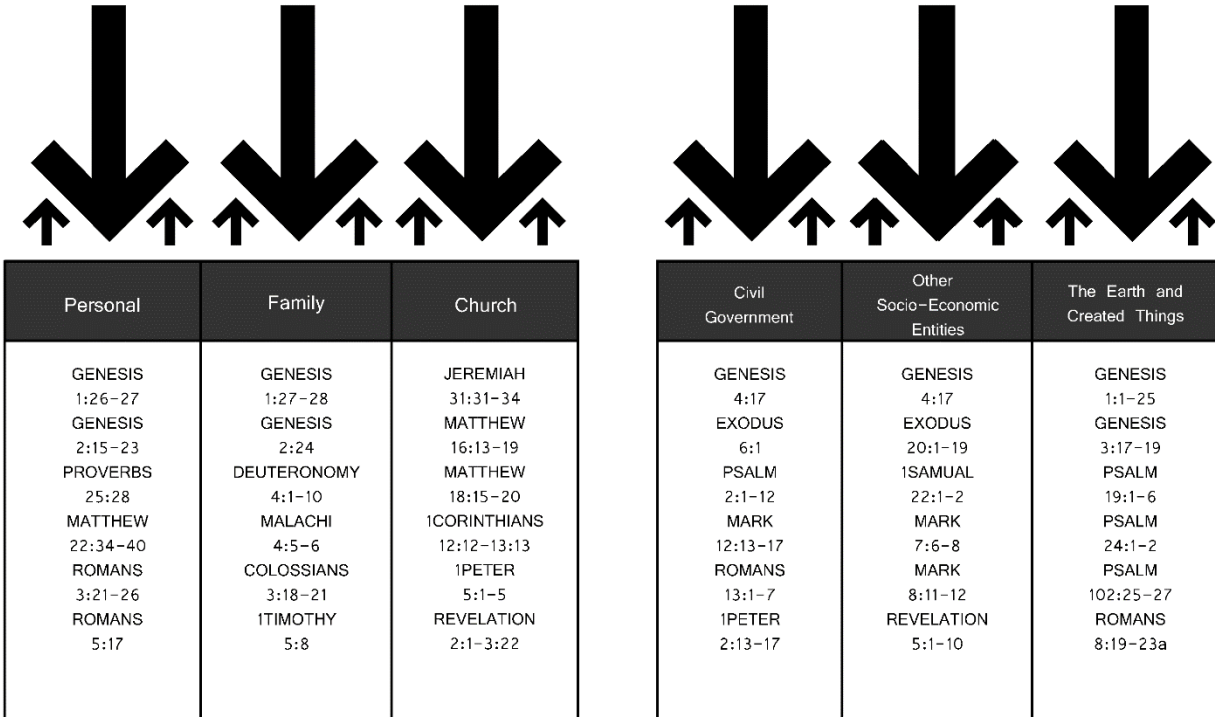 Personal
GENESIS
1:26-27
GENESIS
2:15-23
PROVERBS
25:28
MATTHEW
22:34-40
ROMANS
3:21-26
ROMANS
5:17
Family
GENESIS
1:27-28
GENESIS
2:24
DEUTERONOMY
4:1-10
MALACHI
4:5-6
COLOSSIANS
3:18-21
1TIMOTHY
5:8
Church
JEREMIAH
31:31-34
MATTHEW
16:13-19
MATTHEW
18:15-20
1CORINTHIANS
12:12-13:13
1PETER
5:1-5
REVELATION
2:1-3:22
Civil
Government
GENESIS
4:17
EXODUS
6:1
PSALM
2:1-12
MARK
12:13-17
ROMANS
13:1-7
1PETER
2:13-17
Other
Socio-Economic
Entities
GENESIS
4:17
EXODUS
20:1-19
1SAMUAL
22:1-2
MARK
7:6-8
MARK
8:11-12
REVELATION
5:1-10
The Earth and
Created Things
GENESIS
1:1-25
GENESIS
3:17-19
PSALM
19:1-6
PSALM
24:1-2
PSALM
102:25-27
ROMANS
8:19-23a